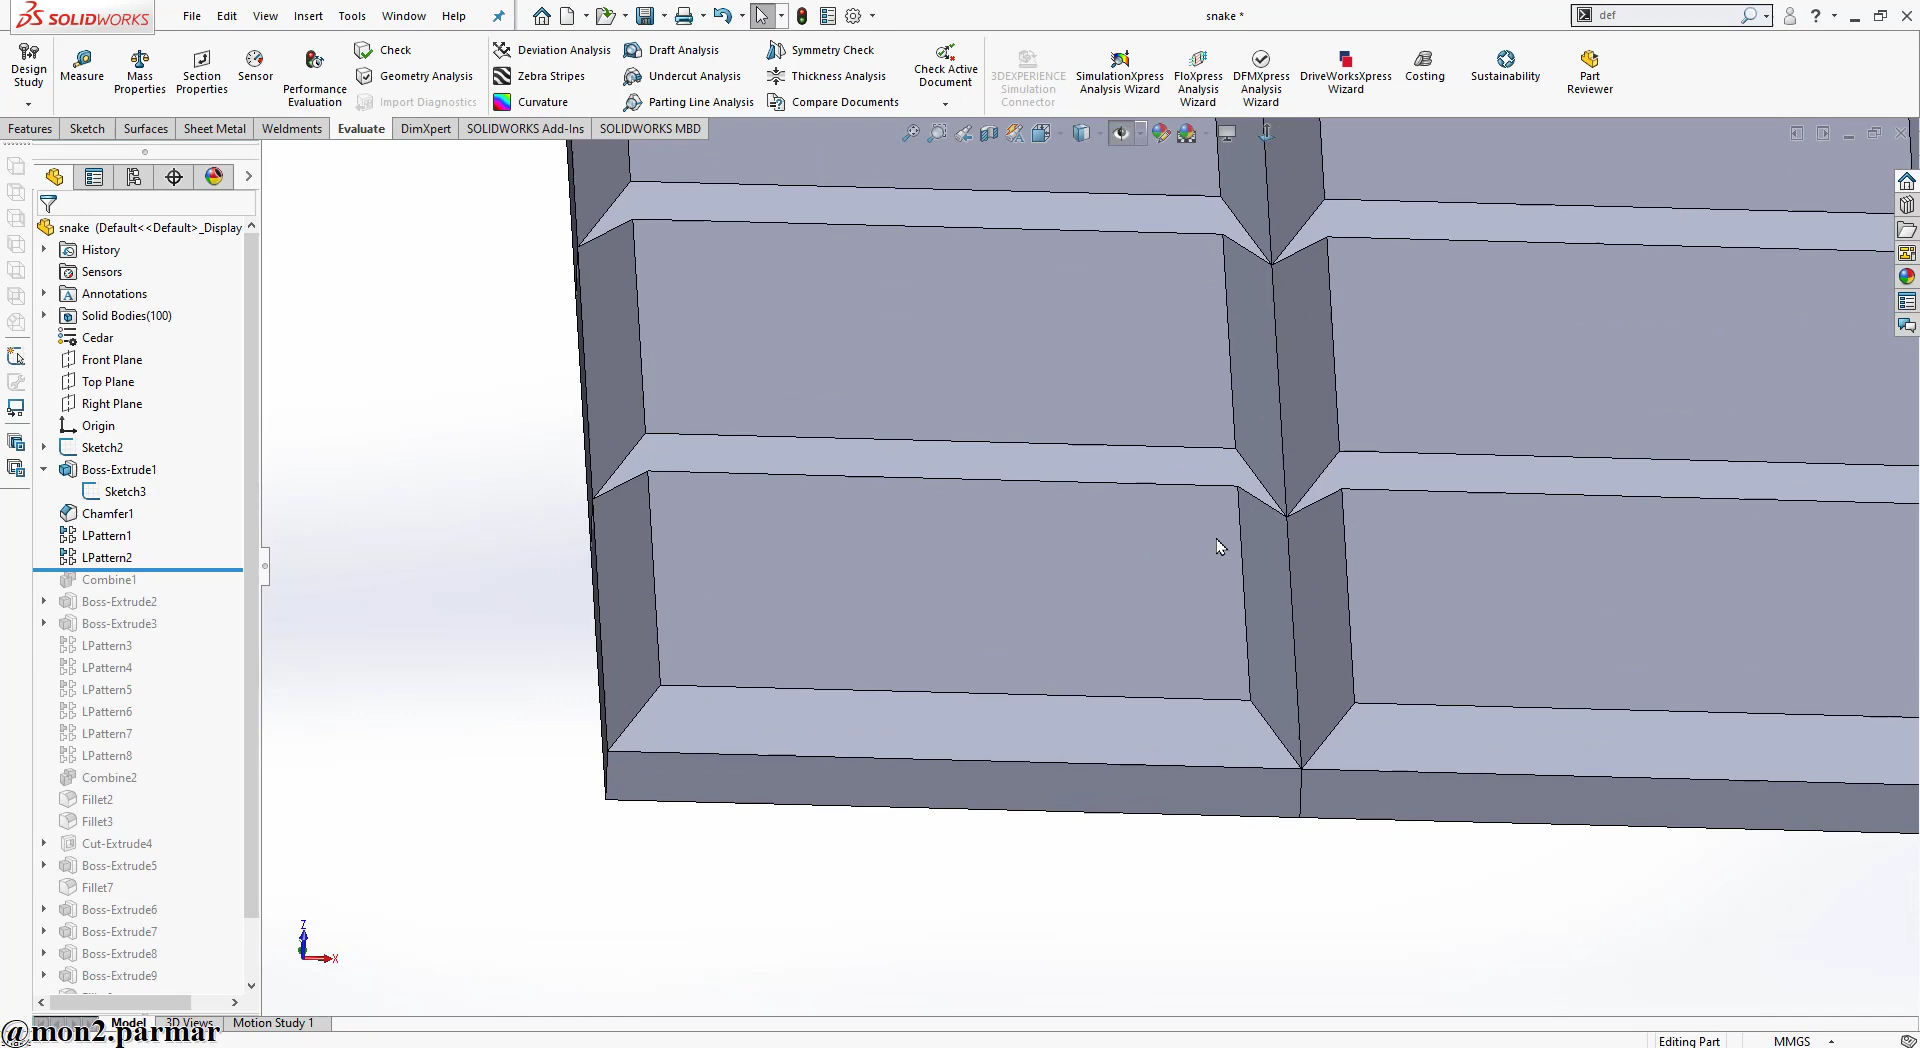 SOLIDWORKS
File Edit View Insert Tools Window Help
snake *
def
Design Study
Measure
Mass Properties
Section Properties
Sensor
Performance Evaluation
Check
Geometry Analysis
Import Diagnostics
Deviation Analysis
Zebra Stripes
Curvature
Draft Analysis
Undercut Analysis
Parting Line Analysis
Symmetry Check
Thickness Analysis
Compare Documents
Check Active Document
3DEXPERIENCE Simulation Connector
SimulationXpress Analysis Wizard
FloXpress Analysis Wizard
DFMXpress Analysis Wizard
DriveWorksXpress Wizard
Costing
Sustainability
Part Reviewer
Features Sketch Surfaces Sheet Metal Weldments Evaluate DimXpert SOLIDWORKS Add-Ins SOLIDWORKS MBD
snake (Default<<Default>_Display
History
Sensors
Annotations
Solid Bodies(100)
Cedar
Front Plane
Top Plane
Right Plane
Origin
Sketch2
Boss-Extrude1
Sketch3
Chamfer1
LPattern1
LPattern2
Combine1
Boss-Extrude2
Boss-Extrude3
LPattern3
LPattern4
LPattern5
LPattern6
LPattern7
LPattern8
Combine2
Fillet2
Fillet3
Cut-Extrude4
Boss-Extrude5
Fillet7
Boss-Extrude6
Boss-Extrude7
Boss-Extrude8
Boss-Extrude9
Z
X
Model 3D Views Motion Study 1
@mon2.parmar
Editing Part MMGS